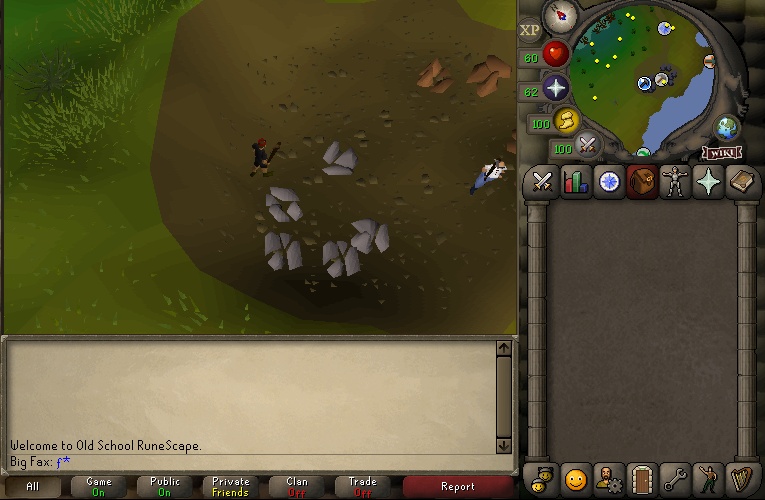 XP
60
62
100
100
WIKI
Welcome to Old School RuneScape.
Big Fax: f*
All
Game
On
Public
On
Private
Friends
Clan
Off
Trade
Off
Report